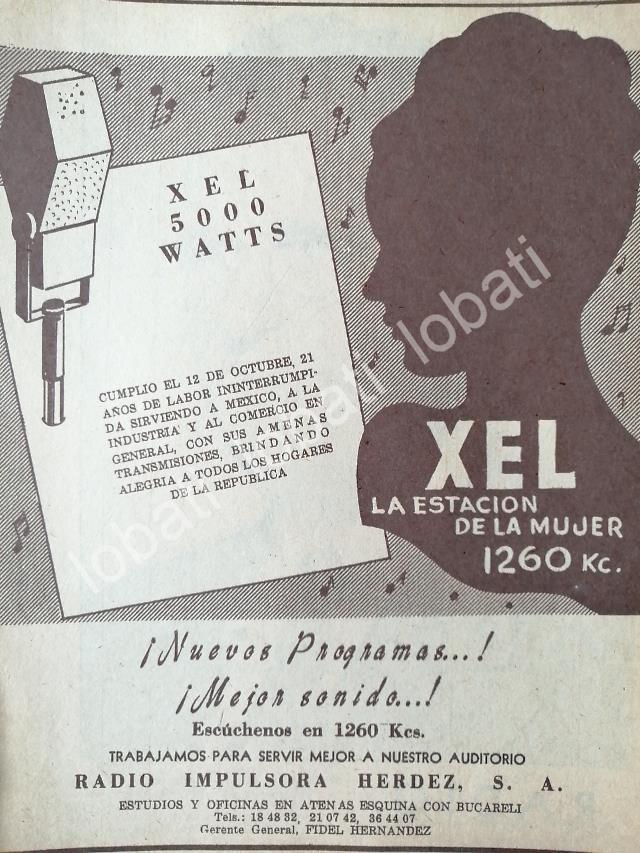 XEL
5000
WATTS
CUMPLIO EL 12 DE OCTUBRE, 21
AÑOS DE LABOR ININTERRUMPI-
DA SIRVIENDO A MEXICO, A LA
INDUSTRIA Y AL COMERCIO EN
GENERAL, CON SUS AMENAS
TRANSMISIONES, BRINDANDO
ALEGRIA A TODOS LOS HOGARES
DE LA REPUBLICA
XEL
LA ESTACION
DE LA MUJER
1260 Kc.
¡Nuevos Programas...!
¡Mejor sonido...!
Escúchenos en 1260 Kcs.
TRABAJAMOS PARA SERVIR MEJOR A NUESTRO AUDITORIO
RADIO IMPULSORA HERDEZ, S. A.
ESTUDIOS Y OFICINAS EN ATENAS ESQUINA CON BUCARELI
Tels.: 18 48 32, 21 07 42, 36 44 07
Gerente General, FIDEL HERNANDEZ
lobati lobati lobati